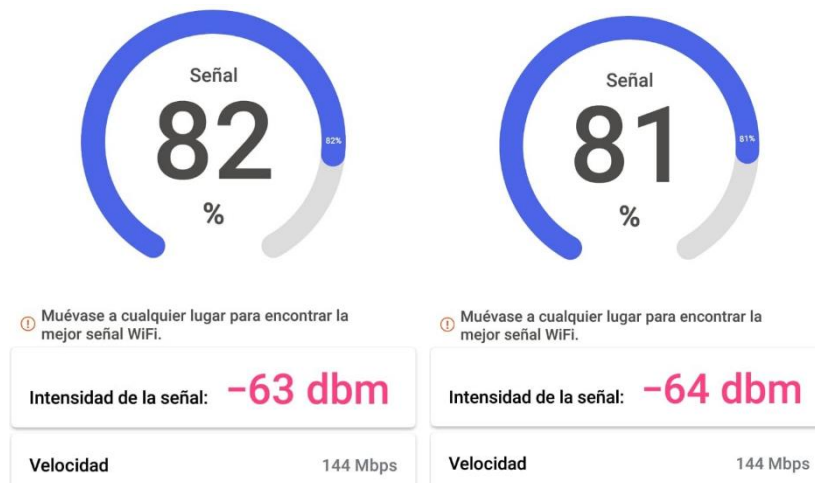 Señal
82
82%
%
Muévase a cualquier lugar para encontrar la
mejor señal WiFi.
Intensidad de la señal: -63 dbm
Velocidad 144 Mbps
Señal
81
81%
%
Muévase a cualquier lugar para encontrar la
mejor señal WiFi.
Intensidad de la señal: -64 dbm
Velocidad 144 Mbps